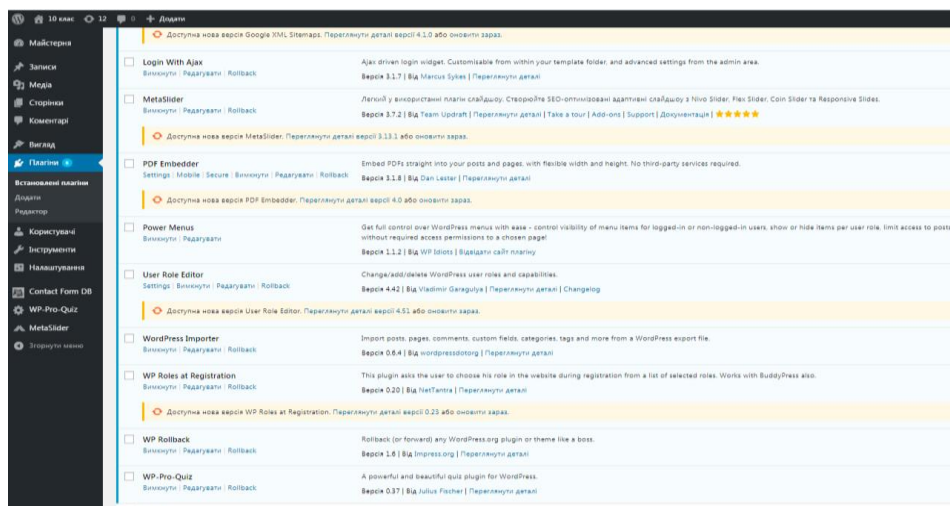 10 клас 12 0 Додати
Майстерня
Записи
Медіа
Сторінки
Коментарі
Вигляд
Плагіни
Встановлені плагіни
Додати
Редактор
Користувачі
Інструменти
Налаштування
Contact Form DB
WP-Pro-Quiz
MetaSlider
Згорнути меню
Доступна нова версія Google XML Sitemaps. Переглянути деталі версії 4.1.0 або оновити зараз.
Login With Ajax
Вимкнути | Редагувати | Rollback
Ajax driven login widget. Customisable from within your template folder, and advanced settings from the admin area.
Версія 3.1.7 | Від Marcus Sykes | Переглянути деталі
MetaSlider
Вимкнути | Редагувати | Rollback
Легкий у використанні плагін слайдшоу. Створюйте SEO-оптимізовані адаптивні слайдшоу з Nivo Slider, Flex Slider, Coin Slider та Responsive Slides.
Версія 3.7.2 | Від Team Updraft | Переглянути деталі | Take a tour | Add-ons | Support | Документація |
Доступна нова версія MetaSlider. Переглянути деталі версії 3.13.1 або оновити зараз.
PDF Embedder
Settings | Mobile | Secure | Вимкнути | Редагувати | Rollback
Embed PDFs straight into your posts and pages, with flexible width and height. No third-party services required.
Версія 3.1.8 | Від Dan Lester | Переглянути деталі
Доступна нова версія PDF Embedder. Переглянути деталі версії 4.0 або оновити зараз.
Power Menus
Вимкнути | Редагувати
Get full control over WordPress menus with ease - control visibility of menu items for logged-in or non-logged-in users, show or hide items per user role, limit access to posts
without required access permissions to a chosen page!
Версія 1.1.2 | Від WP Idiots | Відвідати сайт плагіну
User Role Editor
Settings | Вимкнути | Редагувати | Rollback
Change/add/delete WordPress user roles and capabilities.
Версія 4.42 | Від Vladimir Garagulya | Переглянути деталі | Changelog
Доступна нова версія User Role Editor. Переглянути деталі версії 4.51 або оновити зараз.
WordPress Importer
Вимкнути | Редагувати | Rollback
Import posts, pages, comments, custom fields, categories, tags and more from a WordPress export file.
Версія 0.6.4 | Від wordpressdotorg | Переглянути деталі
WP Roles at Registration
Вимкнути | Редагувати | Rollback
This plugin asks the user to choose his role in the website during registration from a list of selected roles. Works with BuddyPress also.
Версія 0.20 | Від NetTantra | Переглянути деталі
Доступна нова версія WP Roles at Registration. Переглянути деталі версії 0.23 або оновити зараз.
WP Rollback
Вимкнути | Редагувати | Rollback
Rollback (or forward) any WordPress.org plugin or theme like a boss.
Версія 1.6 | Від Impress.org | Переглянути деталі
WP-Pro-Quiz
Вимкнути | Редагувати | Rollback
A powerful and beautiful quiz plugin for WordPress.
Версія 0.37 | Від Julius Fischer | Переглянути деталі